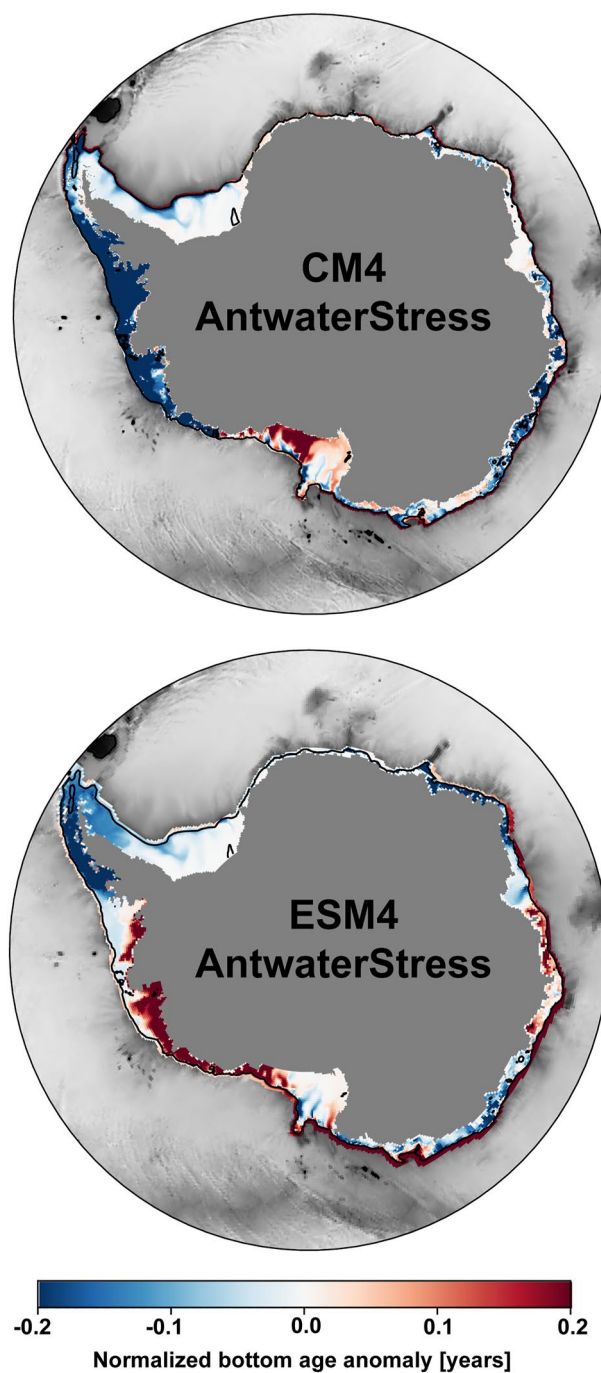 CM4
AntwaterStress
ESM4
AntwaterStress
-0.2 -0.1 0.0 0.1 0.2
Normalized bottom age anomaly [years]